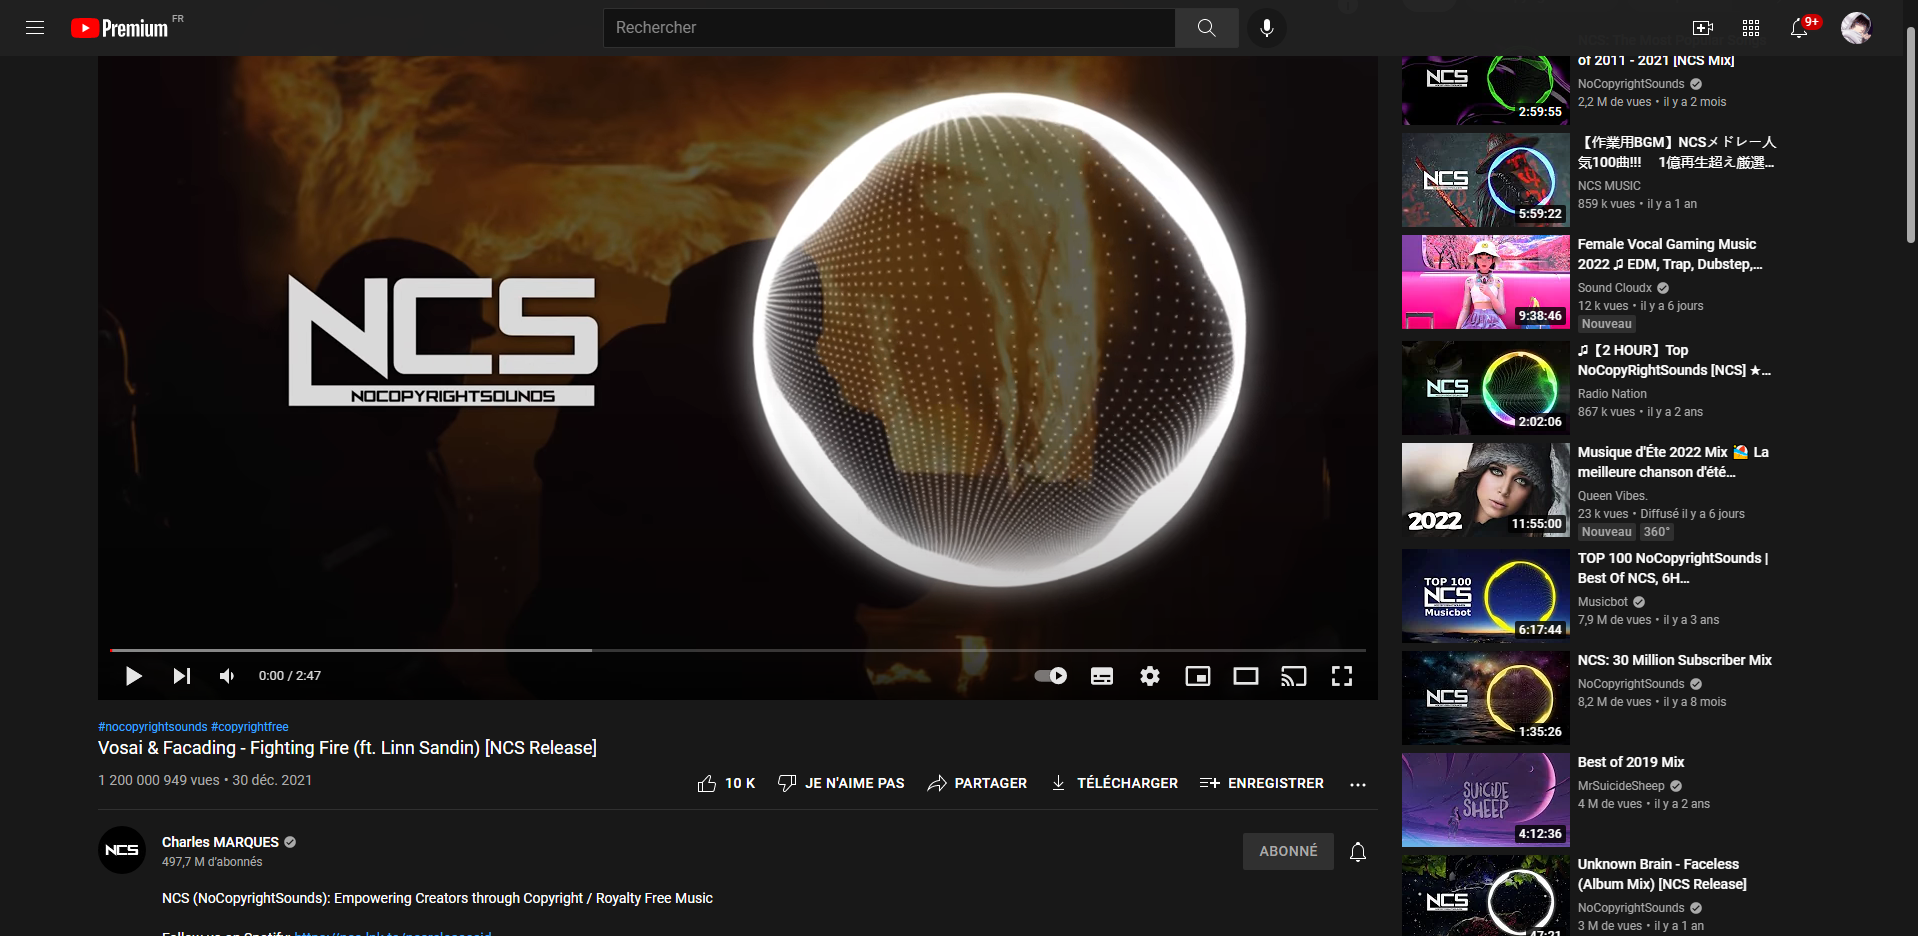 Premium FR
Rechercher
9+
NCS
NOCOPYRIGHTSOUNDS
0:00 / 2:47
#nocopyrightsounds #copyrightfree
Vosai & Facading - Fighting Fire (ft. Linn Sandin) [NCS Release]
1 200 000 949 vues • 30 déc. 2021
10 K
JE N'AIME PAS
PARTAGER
TÉLÉCHARGER
ENREGISTRER
NCS
Charles MARQUES
497,7 M d'abonnés
ABONNÉ
NCS (NoCopyrightSounds): Empowering Creators through Copyright / Royalty Free Music
NCS
2:59:55
of 2011 - 2021 [NCS Mix]
NoCopyrightSounds
2,2 M de vues • il y a 2 mois
NCS
5:59:22
【作業用BGM】NCSメドレー人
気100曲!!! 1億再生超え厳選...
NCS MUSIC
859 k vues • il y a 1 an
9:38:46
Female Vocal Gaming Music
2022 ♫ EDM, Trap, Dubstep,...
Sound Cloudx
12 k vues • il y a 6 jours
Nouveau
NCS
2:02:06
♫【2 HOUR】Top
NoCopyRightSounds [NCS] ★...
Radio Nation
867 k vues • il y a 2 ans
2022
11:55:00
Musique d'Éte 2022 Mix 🏖️ La
meilleure chanson d'été...
Queen Vibes.
23 k vues • Diffusé il y a 6 jours
Nouveau 360°
TOP 100
NCS
Musicbot
6:17:44
TOP 100 NoCopyrightSounds |
Best Of NCS, 6H...
Musicbot
7,9 M de vues • il y a 3 ans
NCS
1:35:26
NCS: 30 Million Subscriber Mix
NoCopyrightSounds
8,2 M de vues • il y a 8 mois
SUICIDE
SHEEP
4:12:36
Best of 2019 Mix
MrSuicideSheep
4 M de vues • il y a 2 ans
NCS
47:21
Unknown Brain - Faceless
(Album Mix) [NCS Release]
NoCopyrightSounds
3 M de vues • il y a 1 an